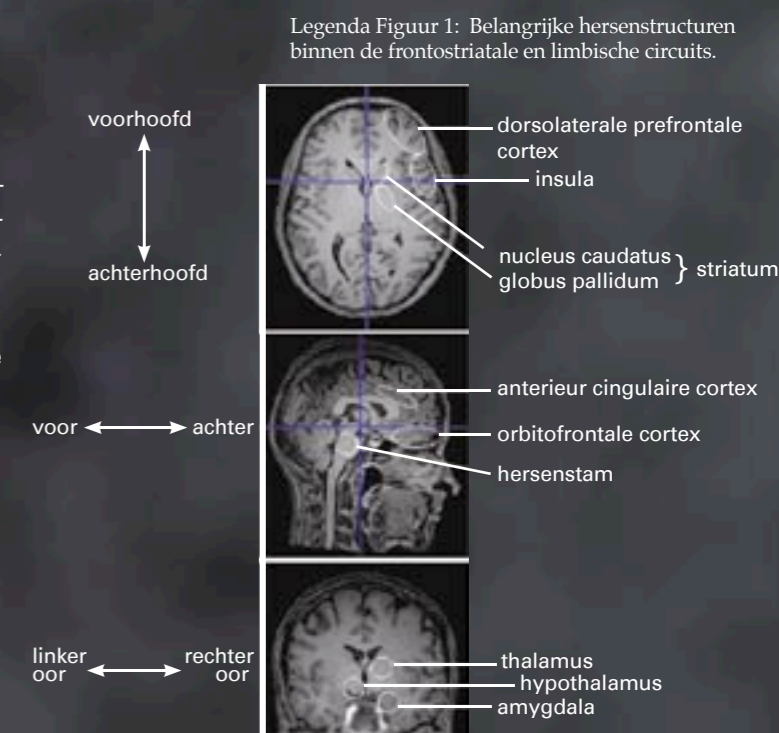 Legenda Figuur 1: Belangrijke hersenstructuren
binnen de frontostriatale en limbische circuits.
voorhoofd
achterhoofd
dorsolaterale prefrontale
cortex
insula
nucleus caudatus
globus pallidum } striatum
voor achter
anterieur cingulaire cortex
orbitofrontale cortex
hersenstam
linker rechter
oor oor
thalamus
hypothalamus
amygdala